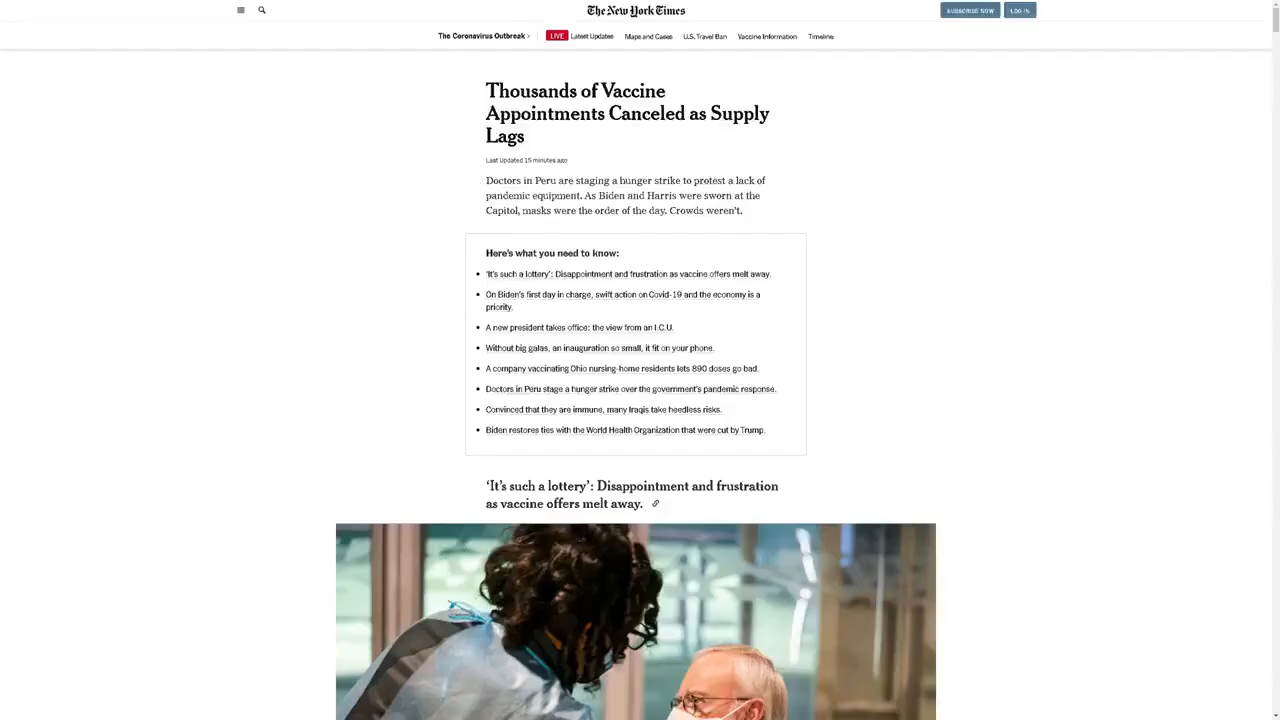 The New York Times
SUBSCRIBE NOW
LOG IN
The Coronavirus Outbreak ›
LIVE Latest Updates
Maps and Cases
U.S. Travel Ban
Vaccine Information
Timeline
Thousands of Vaccine
Appointments Canceled as Supply
Lags
Last Updated 15 minutes ago
Doctors in Peru are staging a hunger strike to protest a lack of
pandemic equipment. As Biden and Harris were sworn at the
Capitol, masks were the order of the day. Crowds weren’t.
Here’s what you need to know:
• ‘It’s such a lottery’: Disappointment and frustration as vaccine offers melt away.
• On Biden’s first day in charge, swift action on Covid-19 and the economy is a
priority.
• A new president takes office: the view from an I.C.U.
• Without big galas, an inauguration so small, it fit on your phone.
• A company vaccinating Ohio nursing-home residents lets 890 doses go bad.
• Doctors in Peru stage a hunger strike over the government’s pandemic response.
• Convinced that they are immune, many Iraqis take heedless risks.
• Biden restores ties with the World Health Organization that were cut by Trump.
‘It’s such a lottery’: Disappointment and frustration
as vaccine offers melt away.